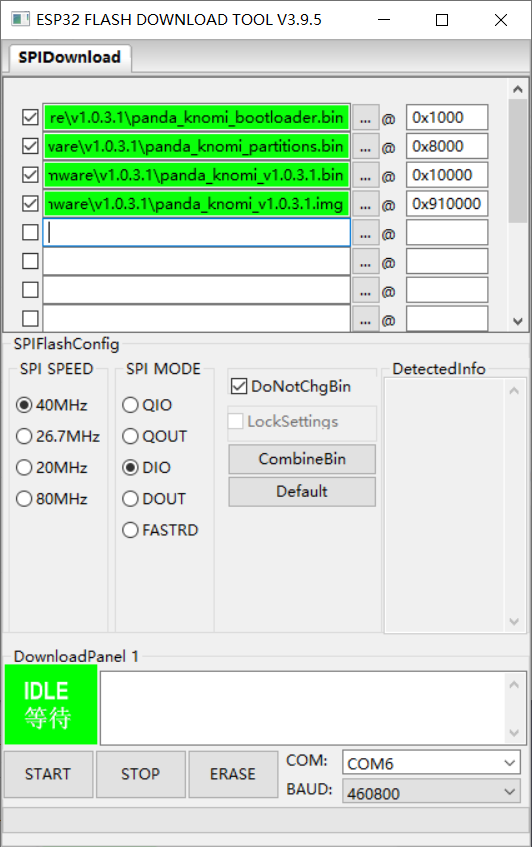 ESP32 FLASH DOWNLOAD TOOL V3.9.5
SPIDownload
re\v1.0.3.1\panda_knomi_bootloader.bin ... @ 0x1000
vare\v1.0.3.1\panda_knomi_partitions.bin ... @ 0x8000
nware\v1.0.3.1\panda_knomi_v1.0.3.1.bin ... @ 0x10000
nware\v1.0.3.1\panda_knomi_v1.0.3.1.img ... @ 0x910000
... @
... @
... @
... @
SPIFlashConfig
SPI SPEED
40MHz
26.7MHz
20MHz
80MHz
SPI MODE
QIO
QOUT
DIO
DOUT
FASTRD
DoNotChgBin
LockSettings
CombineBin
Default
DetectedInfo
DownloadPanel 1
IDLE
等待
START
STOP
ERASE
COM: COM6
BAUD: 460800